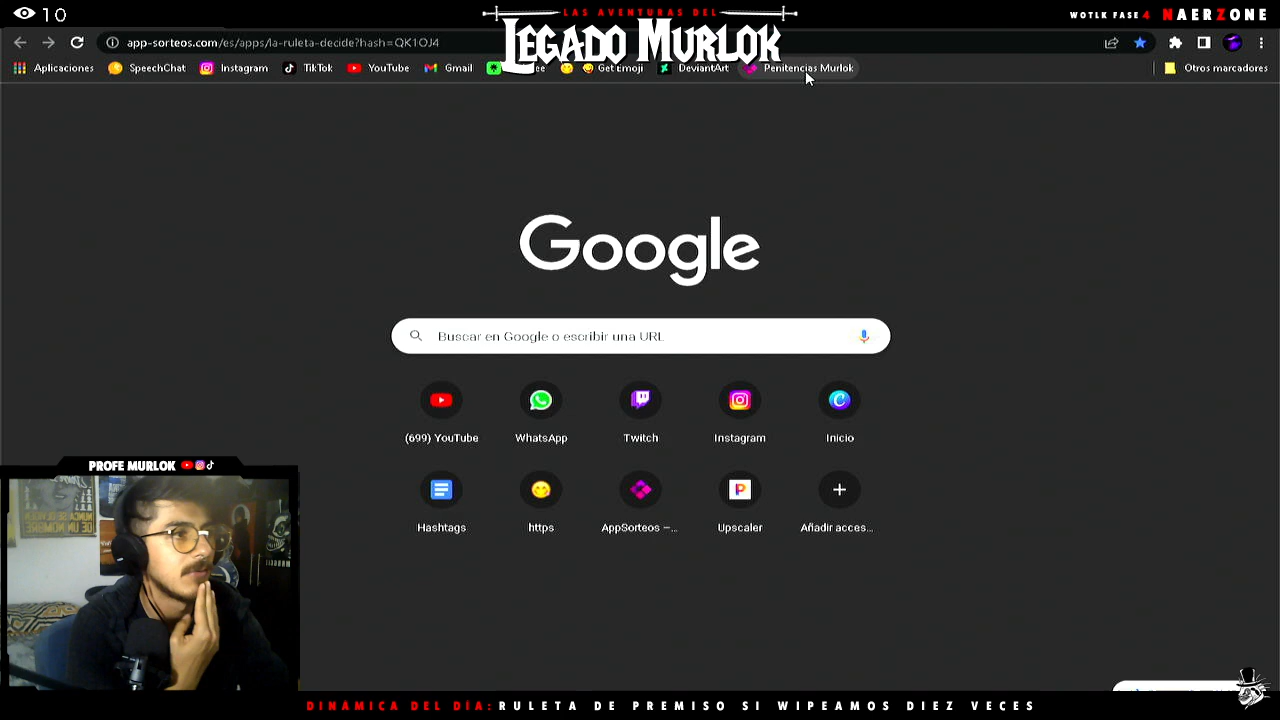 10
LAS AVENTURAS DEL
LEGADO MURLOK
WOTLK FASE 4 NAERZONE
app-sorteos.com/es/apps/la-ruleta-decide?hash=QK1OJ4
Aplicaciones SpeechChat Instagram TikTok YouTube Gmail Get Emoji DeviantArt Penitencias Murlok Otros marcadores
Google
Buscar en Google o escribir una URL
(699) YouTube WhatsApp Twitch Instagram Inicio
Hashtags https AppSorteos –... Upscaler Añadir acces...
PROFE MURLOK
DINÁMICA DEL DÍA: RULETA DE PREMISO SI WIPEAMOS DIEZ VECES